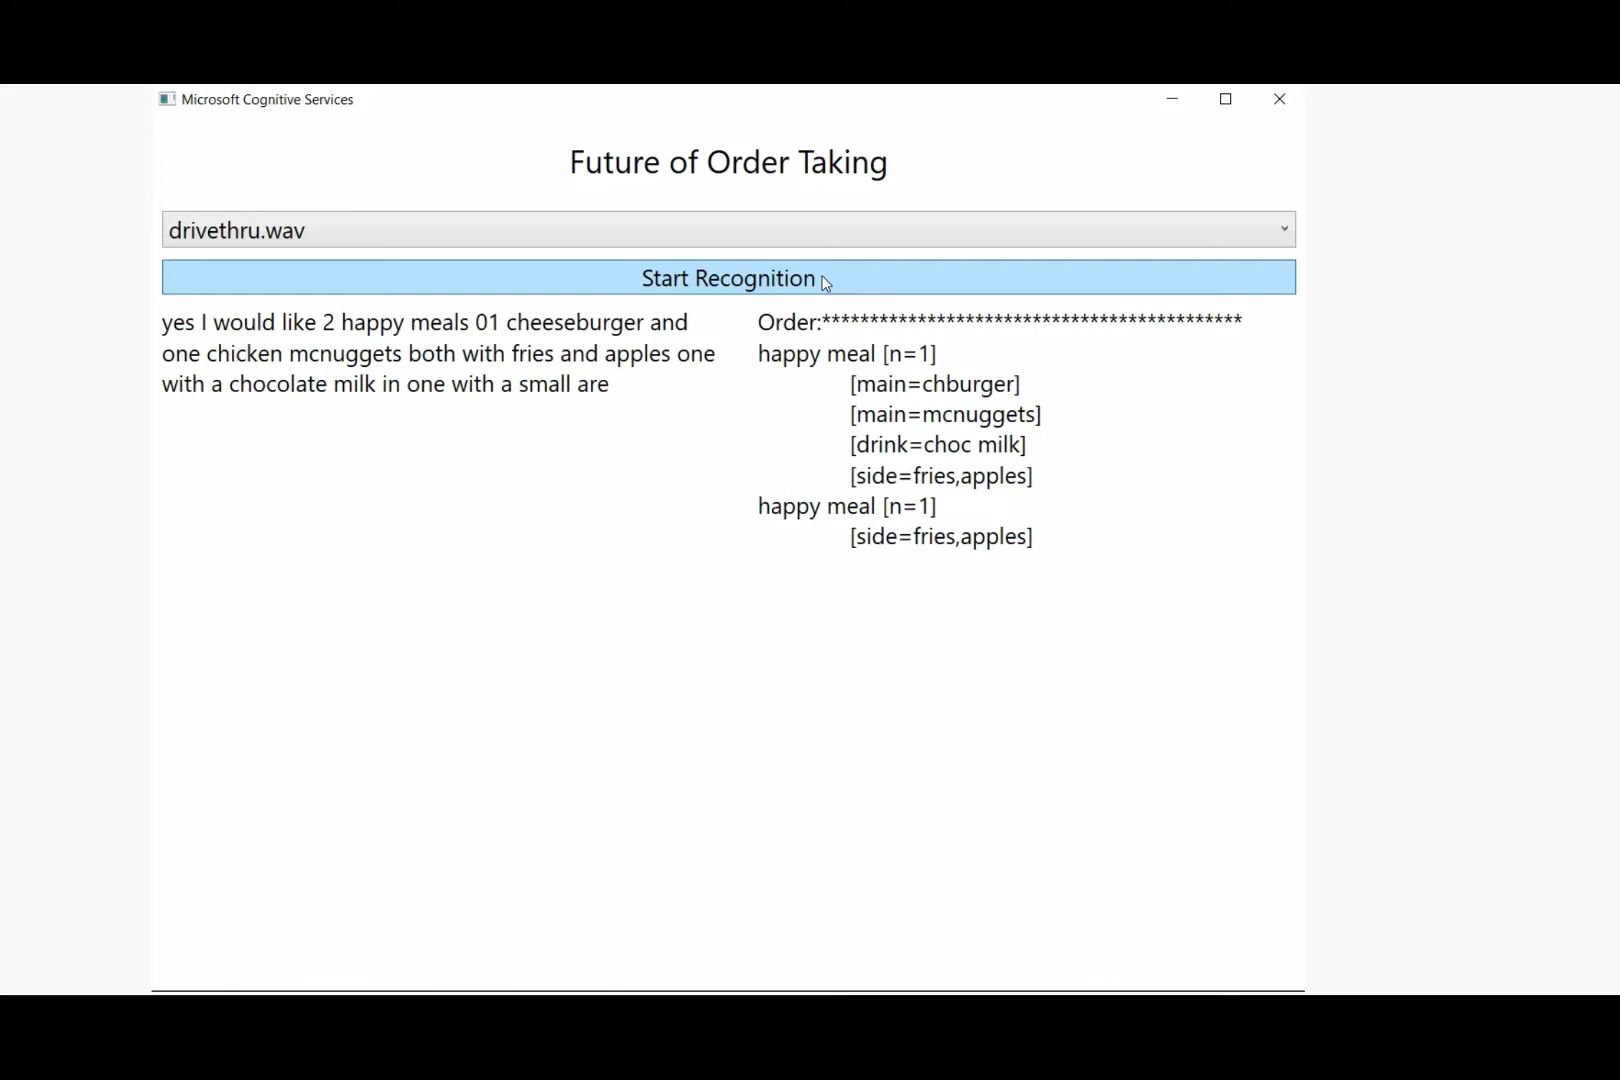 Microsoft Cognitive Services
Future of Order Taking
drivethru.wav
Start Recognition
yes I would like 2 happy meals 01 cheeseburger and
one chicken mcnuggets both with fries and apples one
with a chocolate milk in one with a small are
Order:********************************************
happy meal [n=1]
[main=chburger]
[main=mcnuggets]
[drink=choc milk]
[side=fries,apples]
happy meal [n=1]
[side=fries,apples]